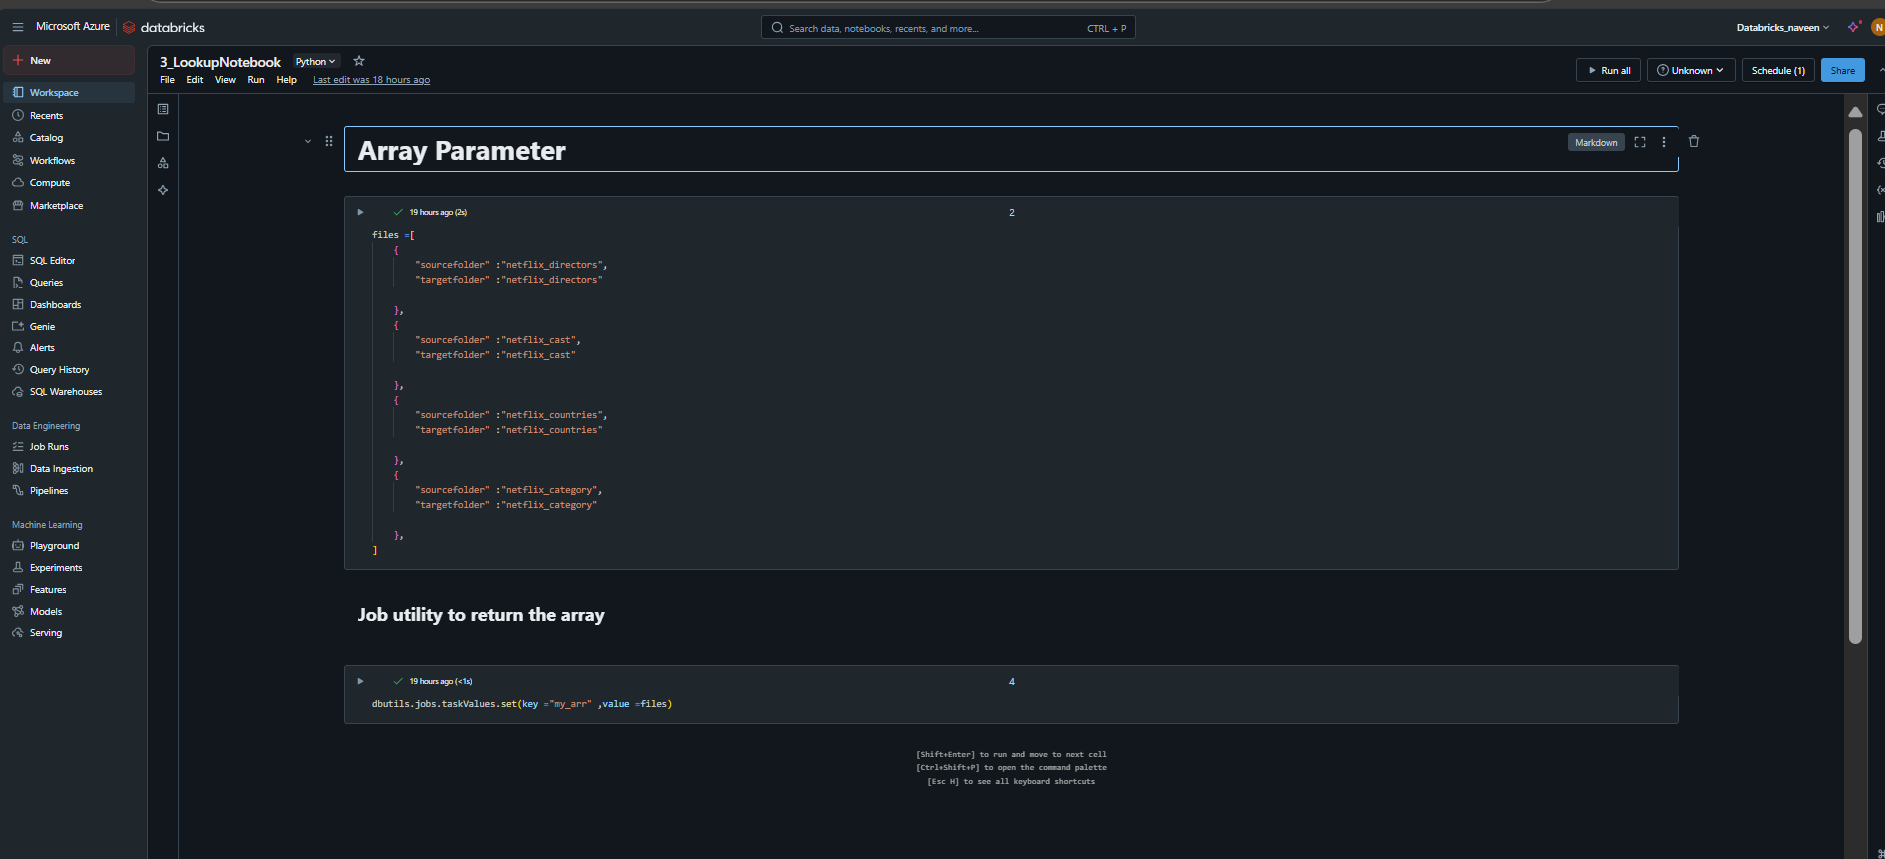 Microsoft Azure
databricks
Search data, notebooks, recents, and more...
CTRL + P
Databricks_naveen
N
New
Workspace
Recents
Catalog
Workflows
Compute
Marketplace
SQL
SQL Editor
Queries
Dashboards
Genie
Alerts
Query History
SQL Warehouses
Data Engineering
Job Runs
Data Ingestion
Pipelines
Machine Learning
Playground
Experiments
Features
Models
Serving
3_LookupNotebook
Python
File Edit View Run Help Last edit was 18 hours ago
Run all
Unknown
Schedule (1)
Share
Array Parameter
Markdown
19 hours ago (2s)
2
files =[
{
"sourcefolder" :"netflix_directors",
"targetfolder" :"netflix_directors"
},
{
"sourcefolder" :"netflix_cast",
"targetfolder" :"netflix_cast"
},
{
"sourcefolder" :"netflix_countries",
"targetfolder" :"netflix_countries"
},
{
"sourcefolder" :"netflix_category",
"targetfolder" :"netflix_category"
},
]
Job utility to return the array
19 hours ago (<1s)
4
dbutils.jobs.taskValues.set(key ="my_arr" ,value =files)
[Shift+Enter] to run and move to next cell
[Ctrl+Shift+P] to open the command palette
[Esc H] to see all keyboard shortcuts